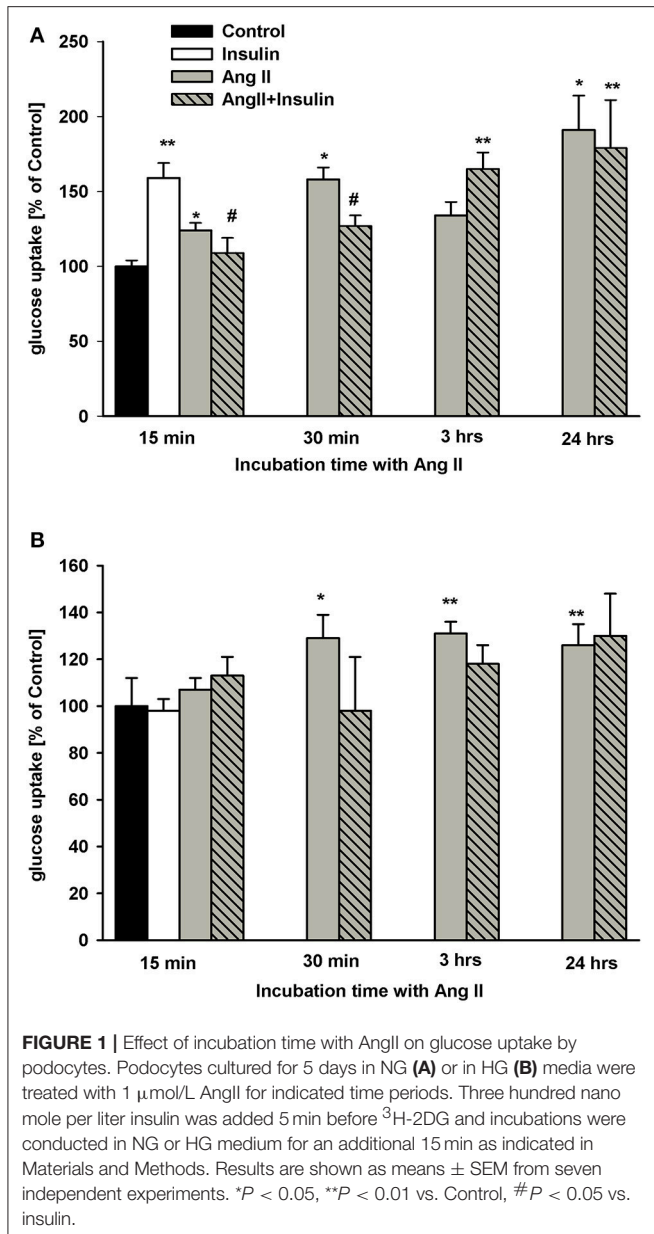 A
Control
Insulin
Ang II
AngII+Insulin
glucose uptake [% of Control]
250
200
150
100
50
0
**
*
#
*
#
**
*
**
15 min 30 min 3 hrs 24 hrs
Incubation time with Ang II
B
glucose uptake [% of Control]
160
140
120
100
80
60
40
20
0
*
**
**
15 min 30 min 3 hrs 24 hrs
Incubation time with Ang II
FIGURE 1 | Effect of incubation time with AngII on glucose uptake by
podocytes. Podocytes cultured for 5 days in NG (A) or in HG (B) media were
treated with 1 μmol/L AngII for indicated time periods. Three hundred nano
mole per liter insulin was added 5 min before ³H-2DG and incubations were
conducted in NG or HG medium for an additional 15 min as indicated in
Materials and Methods. Results are shown as means ± SEM from seven
independent experiments. *P < 0.05, **P < 0.01 vs. Control, #P < 0.05 vs.
insulin.